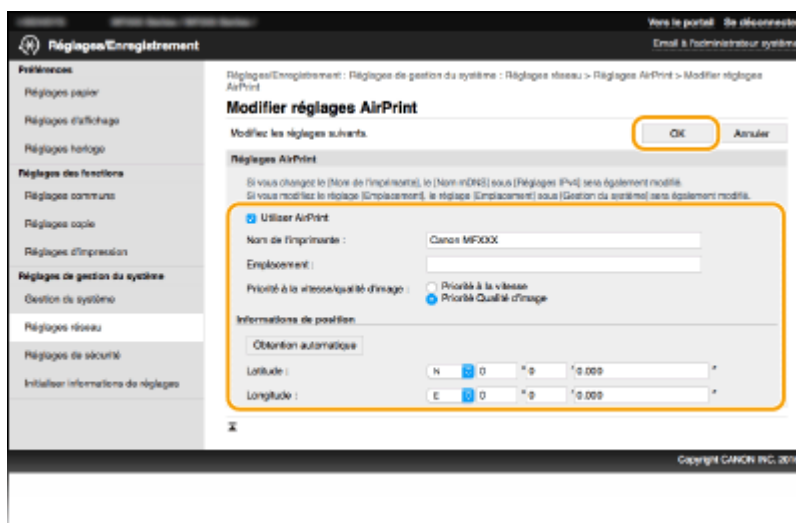 Vers le portail Se déconnecter
Réglages/Enregistrement
Email à l'administrateur système
Préférences
Réglages papier
Réglages d'affichage
Réglages horloge
Réglages des fonctions
Réglages communs
Réglages copie
Réglages d'impression
Réglages de gestion du système
Gestion du système
Réglages réseau
Réglages de sécurité
Initialiser informations de réglages
Réglages/Enregistrement : Réglages de gestion du système : Réglages réseau > Réglages AirPrint > Modifier réglages
AirPrint
Modifier réglages AirPrint
Modifiez les réglages suivants.
OK Annuler
Réglages AirPrint
Si vous changez le [Nom de l'imprimante], le [Nom mDNS] sous [Réglages IPv4] sera également modifié.
Si vous modifiez le réglage [Emplacement], le réglage [Emplacement] sous [Gestion du système] sera également modifié.
Utiliser AirPrint
Nom de l'imprimante : Canon MFXXX
Emplacement :
Priorité à la vitesse/qualité d'image : Priorité à la vitesse
Priorité Qualité d'image
Informations de position
Obtention automatique
Latitude : N 0 ° 0 ' 0.000 "
Longitude : E 0 ° 0 ' 0.000 "
Copyright CANON INC. 201